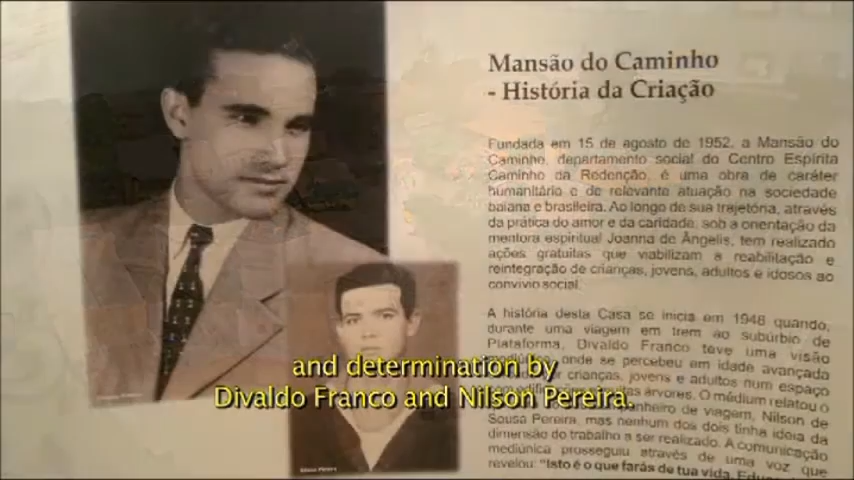 Mansão do Caminho
- História da Criação
Fundada em 15 de agosto de 1952, a Mansão do
Caminho, departamento social do Centro Espírita
Caminho da Redenção, é uma obra de caráter
humanitário e de relevante atuação na sociedade
baiana e brasileira. Ao longo de sua trajetória, através
da prática do amor e da caridade, sob a orientação da
mentora espiritual Joanna de Ângelis, tem realizado
ações gratuitas que viabilizam a reabilitação e
reintegração de crianças, jovens, adultos e idosos ao
convívio social.
A história desta Casa se inicia em 1948 quando,
durante uma viagem em trem ao subúrbio de
Plataforma, Divaldo Franco teve uma visão
onde se percebeu em idade avançada
crianças, jovens e adultos num espaço
árvores. O médium relatou o
de viagem, Nilson de
Sousa Pereira, mas nenhum dos dois tinha ideia da
dimensão do trabalho a ser realizado. A comunicação
mediúnica prosseguiu através de uma voz que
revelou: "Isto é o que farás de tua vida.
Nilson Pereira
and determination by
Divaldo Franco and Nilson Pereira.